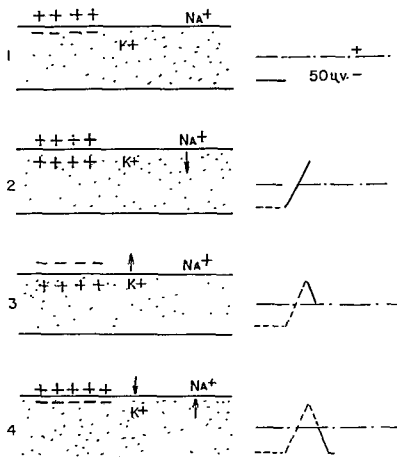 + + + + Na+
– – – – K+
1
+
50 μv. –
+ + + + Na+
+ + + + K+
2
– – – – Na+
+ + + + K+
3
+ + + + + Na+
– – – – – K+
4